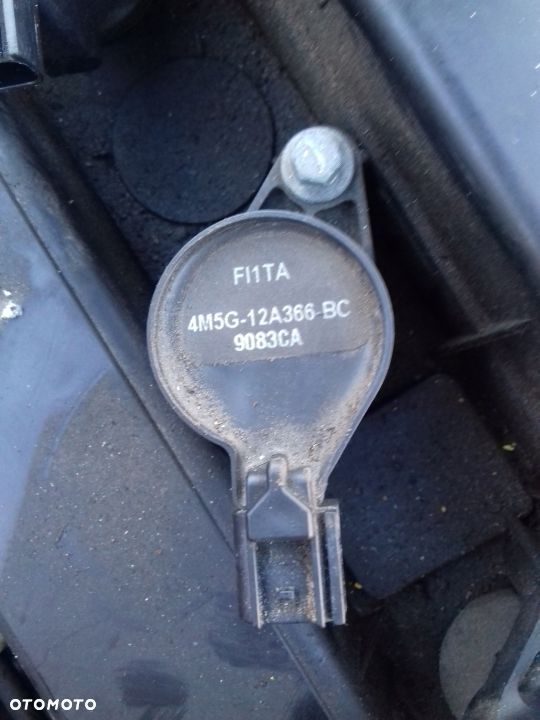 FI1TA
4M5G-12A366-BC
9083CA
OTOMOTO